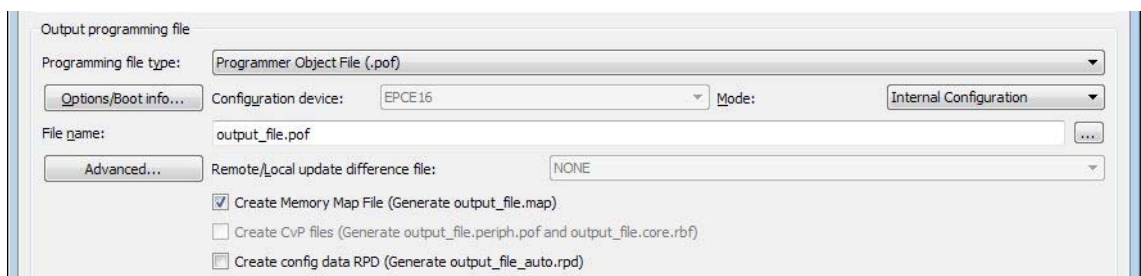 Output programming file
Programming file type: Programmer Object File (.pof)
Options/Boot info... Configuration device: EPCE16 Mode: Internal Configuration
File name: output_file.pof ...
Advanced... Remote/Local update difference file: NONE
Create Memory Map File (Generate output_file.map)
Create CvP files (Generate output_file.periph.pof and output_file.core.rbf)
Create config data RPD (Generate output_file_auto.rpd)